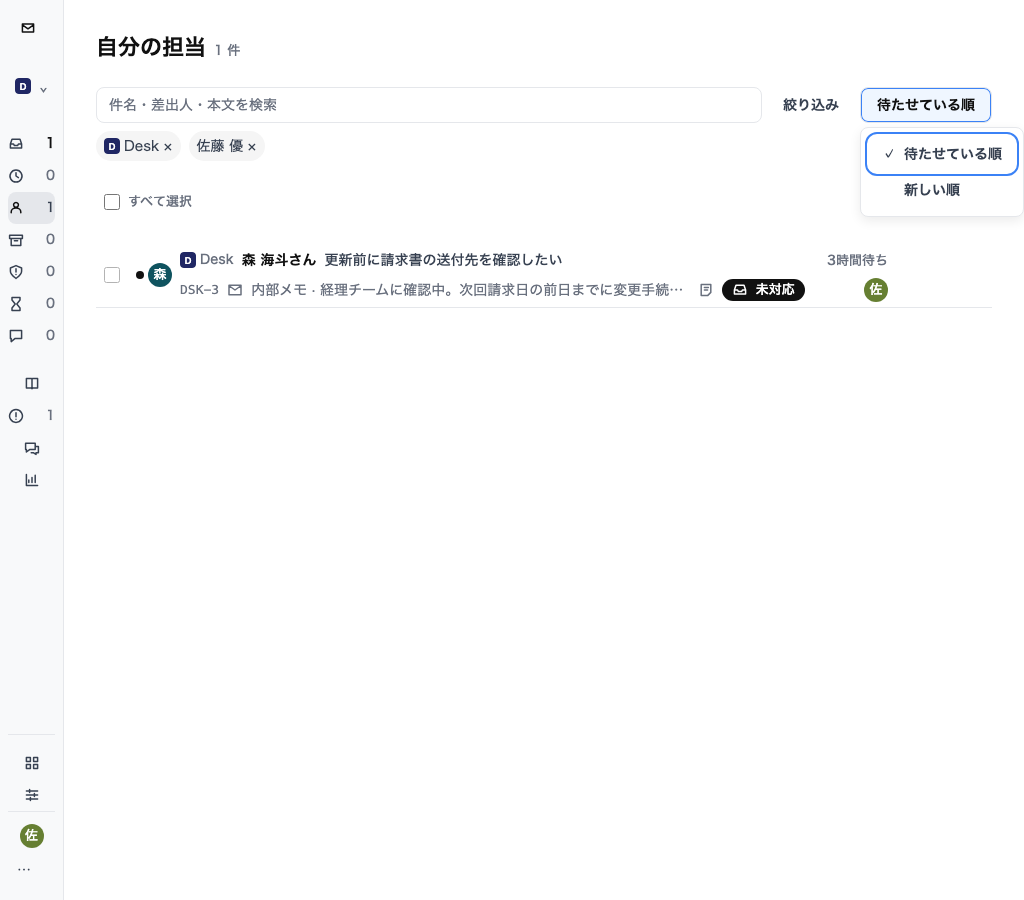 自分の担当 1 件
D
件名・差出人・本文を検索 絞り込み 待たせている順
D Desk × 佐藤 優 ×
✓ 待たせている順
新しい順
すべて選択
1
0
1
0
0
0
0
1
D Desk 森 海斗さん 更新前に請求書の送付先を確認したい 3時間待ち
森
DSK-3 内部メモ · 経理チームに確認中。次回請求日の前日までに変更手続… 未対応 佐
佐
…